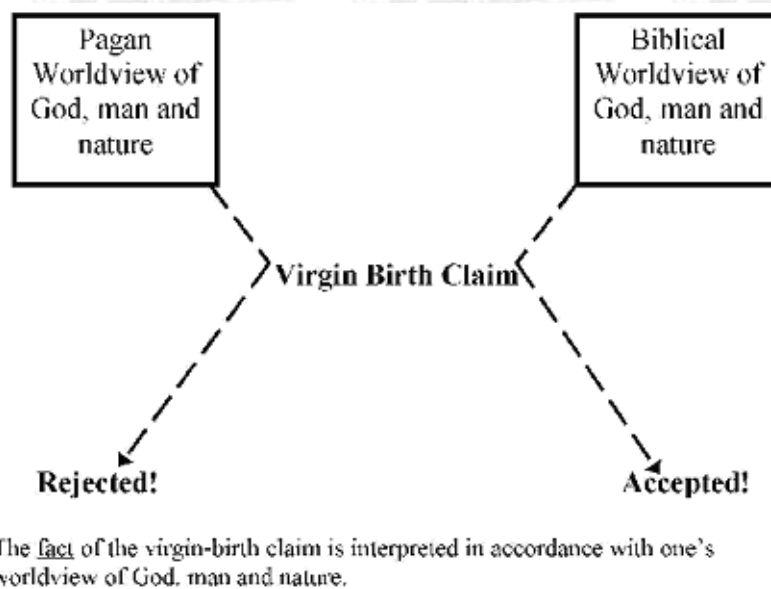 Pagan
Worldview of
God, man and
nature
Biblical
Worldview of
God, man and
nature
Virgin Birth Claim
Rejected!
Accepted!
The fact of the virgin-birth claim is interpreted in accordance with one's
worldview of God, man and nature.